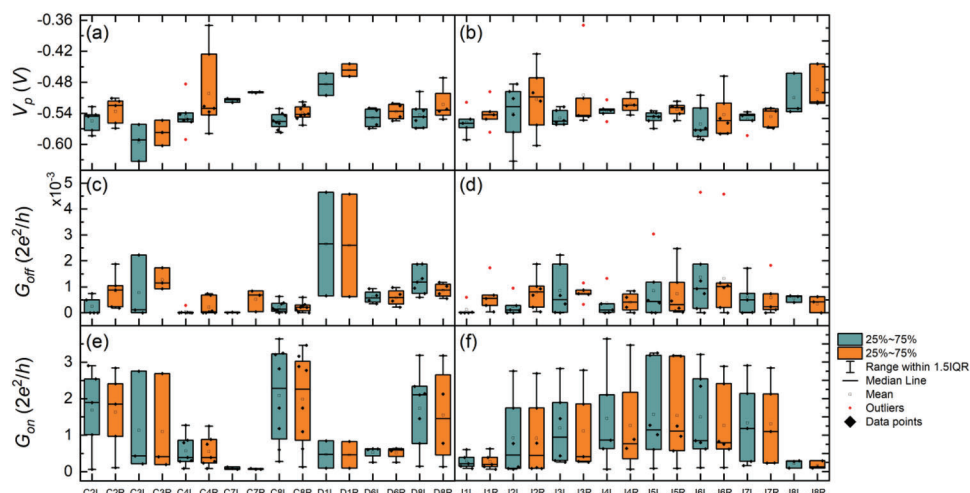 -0.36
-0.42
-0.48
-0.54
-0.60
V_p (V)
(a)
(b)
×10⁻³
5
4
3
2
1
0
G_off (2e²/h)
(c)
(d)
3
2
1
0
G_on (2e²/h)
(e)
(f)
C2L C2R C3L C3R C4L C4R C7L C7R C8L C8R D1L D1R D6L D6R D8L D8R I1L I1R I2L I2R I3L I3R I4L I4R I5L I5R I6L I6R I7L I7R I8L I8R
25%~75%
25%~75%
Range within 1.5IQR
Median Line
Mean
Outliers
Data points